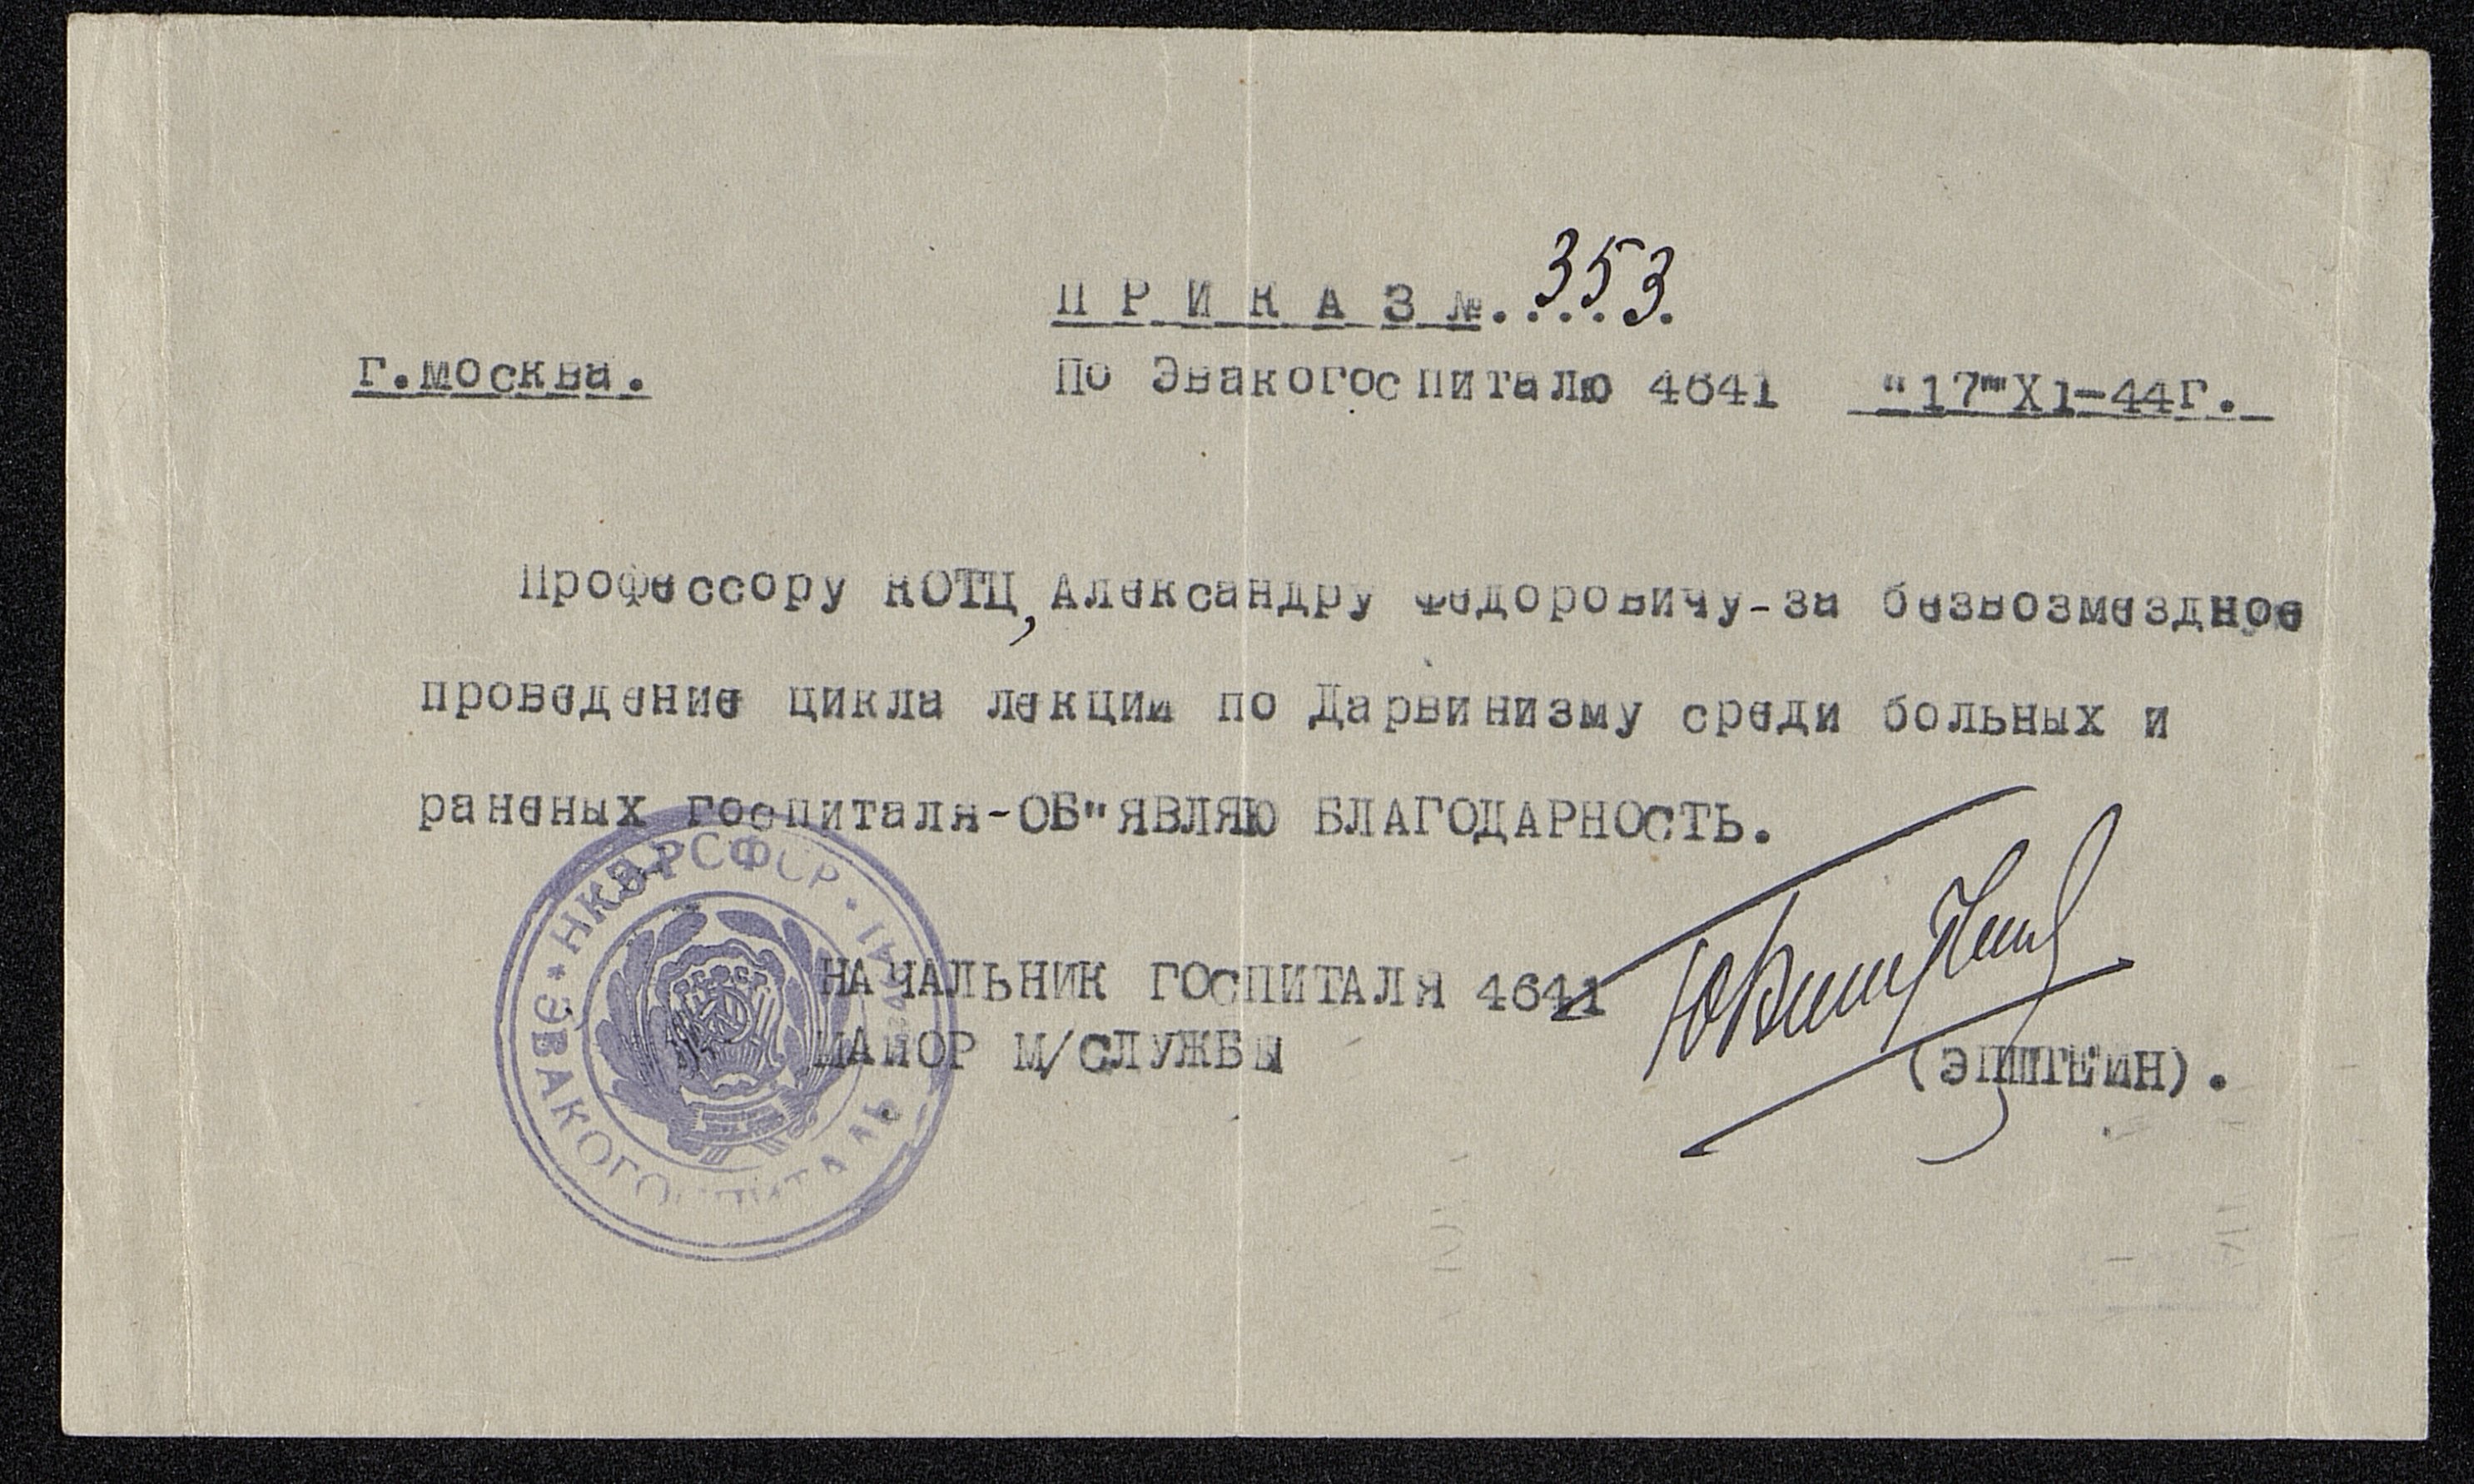 ПРИКАЗ №.353.
г.Москва.
По Эвакогоспиталю 4641 "17"XI-44г.
Профессору КОТЦ, Александру Федоровичу-за безвозмездное
проведение цикла лекции по Дарвинизму среди больных и
раненых госпиталя-ОБ"ЯВЛЯЮ БЛАГОДАРНОСТЬ.
НКЗ РСФСР
ЭВАКОГОСПИТАЛЬ
НАЧАЛЬНИК ГОСПИТАЛЯ 4641
МАЙОР М/СЛУЖБЫ
(ЭПШТЕЙН).